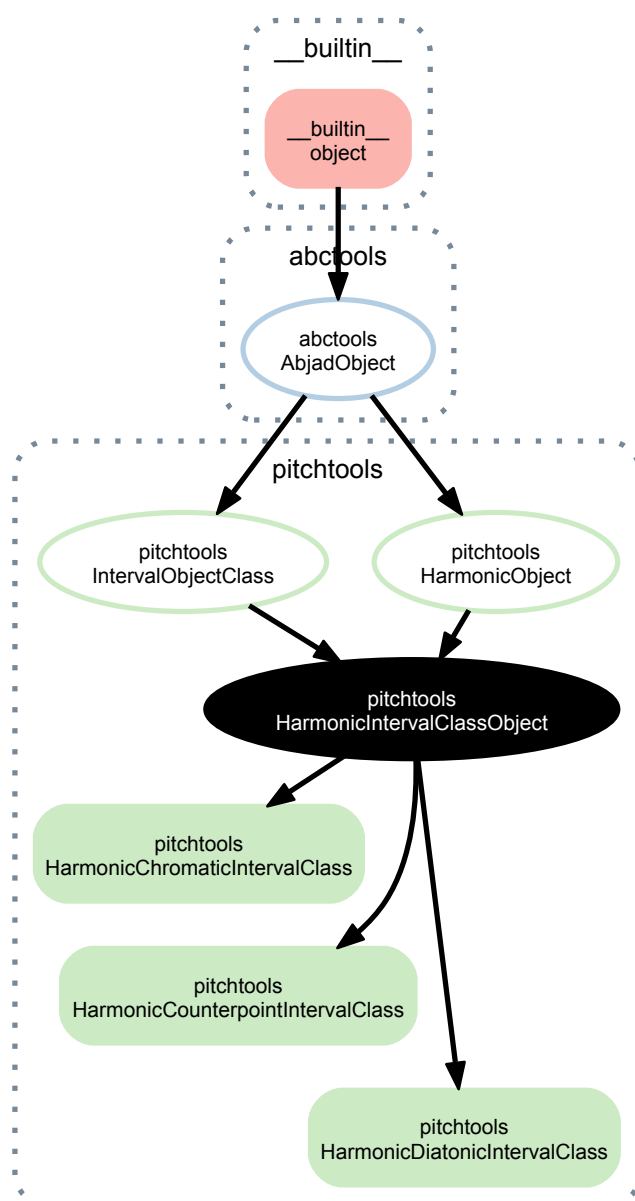 __builtin__
__builtin__
object
abctools
abctools
AbjadObject
pitchtools
pitchtools
IntervalObjectClass
pitchtools
HarmonicObject
pitchtools
HarmonicIntervalClassObject
pitchtools
HarmonicChromaticIntervalClass
pitchtools
HarmonicCounterpointIntervalClass
pitchtools
HarmonicDiatonicIntervalClass